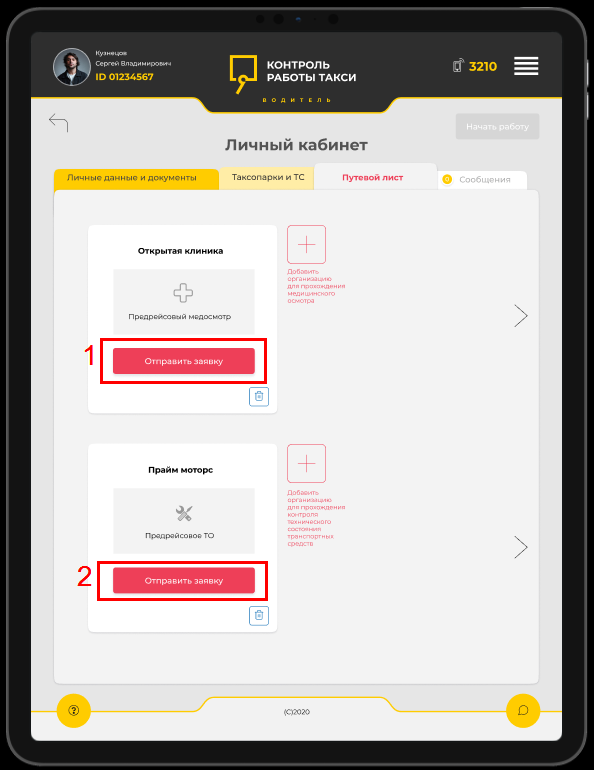 Кузнецов
Сергей Владимирович
ID 01234567
КОНТРОЛЬ
РАБОТЫ ТАКСИ
ВОДИТЕЛЬ
3210
Начать работу
Личный кабинет
Личные данные и документы
Таксопарки и ТС
Путевой лист
0 Сообщения
Открытая клиника
Предрейсовый медосмотр
1
Отправить заявку
Добавить
организацию
для прохождения
медицинского
осмотра
Прайм моторс
Предрейсовое ТО
2
Отправить заявку
Добавить
организацию
для прохождения
контроля
технического
состояния
транспортных
средств
?
(C)2020